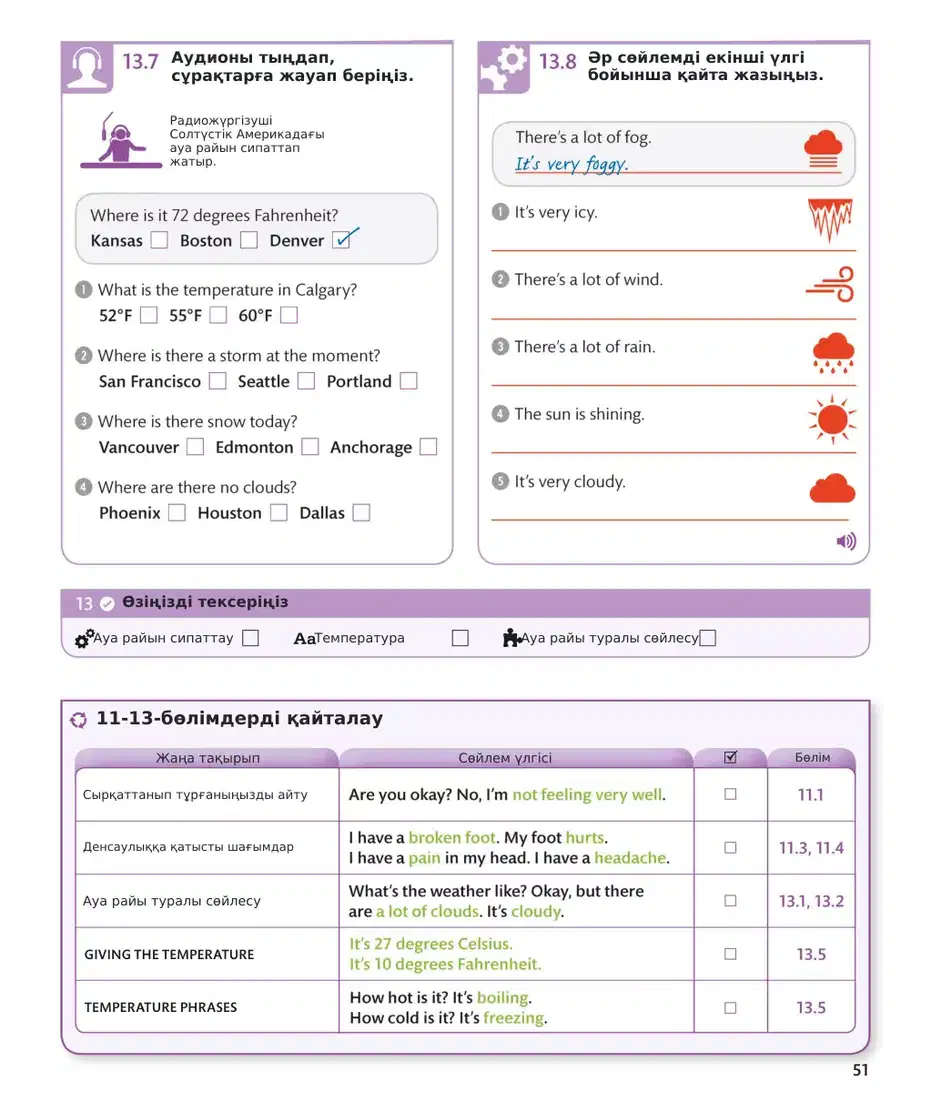 13.7 Аудионы тыңдап,
сұрақтарға жауап беріңіз.
Радиожүргізуші
Солтүстік Америкадағы
ауа райын сипаттап
жатыр.
Where is it 72 degrees Fahrenheit?
Kansas Boston Denver
1 What is the temperature in Calgary?
52°F 55°F 60°F
2 Where is there a storm at the moment?
San Francisco Seattle Portland
3 Where is there snow today?
Vancouver Edmonton Anchorage
4 Where are there no clouds?
Phoenix Houston Dallas
13.8 Әр сөйлемді екінші үлгі
бойынша қайта жазыңыз.
There's a lot of fog.
It's very foggy.
1 It's very icy.
2 There's a lot of wind.
3 There's a lot of rain.
4 The sun is shining.
5 It's very cloudy.
13 Өзіңізді тексеріңіз
Ауа райын сипаттау Aa Температура Ауа райы туралы сөйлесу
11-13-бөлімдерді қайталау
Жаңа тақырып Сөйлем үлгісі Бөлім
Сырқаттанып тұрғаныңызды айту Are you okay? No, I'm not feeling very well. 11.1
Денсаулыққа қатысты шағымдар I have a broken foot. My foot hurts. 11.3, 11.4
I have a pain in my head. I have a headache.
Ауа райы туралы сөйлесу What's the weather like? Okay, but there 13.1, 13.2
are a lot of clouds. It's cloudy.
GIVING THE TEMPERATURE It's 27 degrees Celsius. 13.5
It's 10 degrees Fahrenheit.
TEMPERATURE PHRASES How hot is it? It's boiling. 13.5
How cold is it? It's freezing.
51